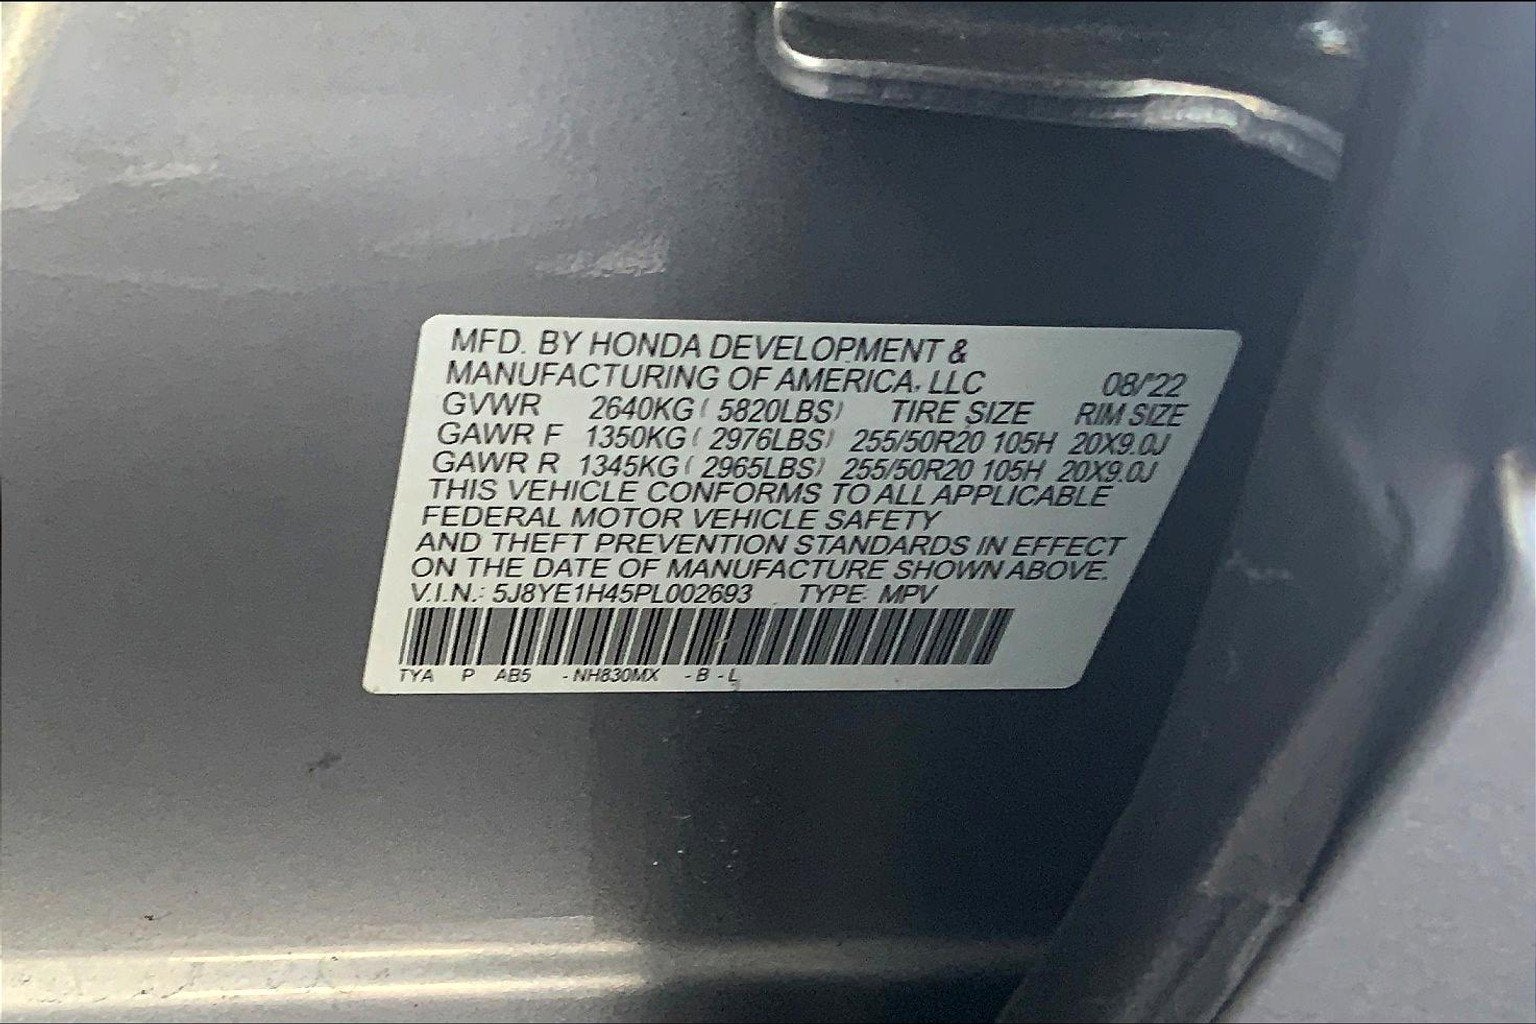 MFD. BY HONDA DEVELOPMENT &
MANUFACTURING OF AMERICA, LLC 08/'22
GVWR 2640KG ( 5820LBS) TIRE SIZE RIM SIZE
GAWR F 1350KG ( 2976LBS) 255/50R20 105H 20X9.0J
GAWR R 1345KG ( 2965LBS) 255/50R20 105H 20X9.0J
THIS VEHICLE CONFORMS TO ALL APPLICABLE
FEDERAL MOTOR VEHICLE SAFETY
AND THEFT PREVENTION STANDARDS IN EFFECT
ON THE DATE OF MANUFACTURE SHOWN ABOVE.
V.I.N.: 5J8YE1H45PL002693 TYPE: MPV
TYA P AB5 -NH830MX -B -L